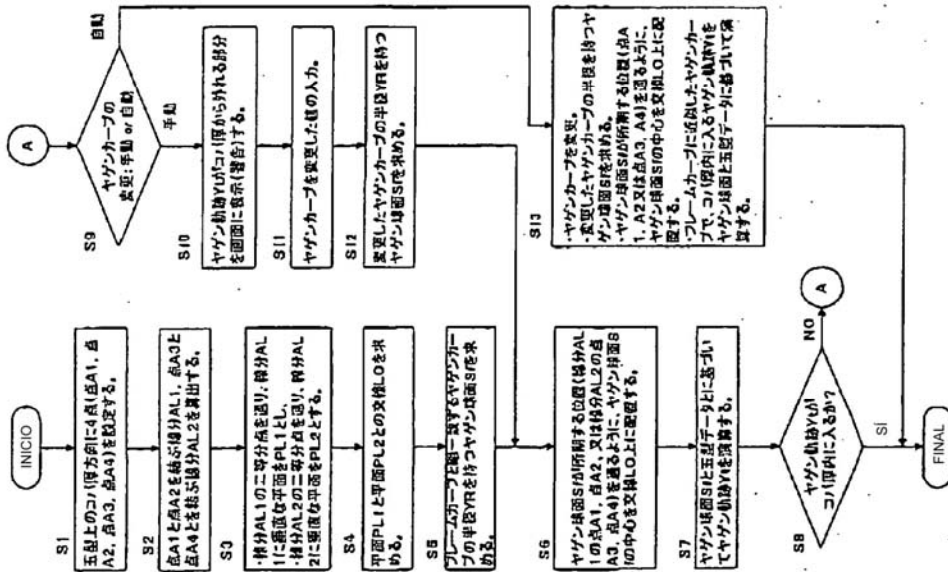 INICIO
S1
玉型上のコバ厚方向に4点(点A1, 点
A2, 点A3, 点A4)を設定する。
S2
点A1と点A2を結ぶ線分AL1, 点A3と
点A4とを結ぶ線分AL2を算出する。
S3
・線分AL1の二等分点を通り、線分AL
1に垂直な平面をPL1とし、
・線分AL2の二等分点を通り、線分AL
2に垂直な平面をPL2とする。
S4
平面PL1と平面PL2との交線LOを求
める。
S5
フレームカーブと略一致するヤゲンカー
ブの半径YRを持つヤゲン球面Sfを求
める。
S6
ヤゲン球面Sfが所期する位置(線分AL
1の点A1, 点A2, 又は線分AL2の点
A3, 点A4)を通るように、ヤゲン球面S
fの中心を交線LO上に配置する。
S7
ヤゲン球面Sfと玉型データとに基づい
てヤゲン軌跡Ytを演算する。
S8
ヤゲン軌跡Ytが
コバ厚内に入るか?
NO
A
SÍ
FINAL
A
S9
ヤゲンカーブの
変更:手動 or 自動
自動
手動
S10
ヤゲン軌跡Ytがコバ厚から外れる部分
を画面に表示(警告)する。
S11
ヤゲンカーブを変更した値の入力。
S12
変更したヤゲンカーブの半径YRを持つ
ヤゲン球面Sfを求める。
S13
・ヤゲンカーブを変更。
・変更したヤゲンカーブの半径を持つヤ
ゲン球面Sfを求める。
・ヤゲン球面Sfが所期する位置(点A
1, A2又は点A3, A4)を通るように、
ヤゲン球面Sfの中心を交線LO上に配
置する。
・フレームカーブに近似したヤゲンカー
ブで、コバ厚内に入るヤゲン軌跡Ytを
ヤゲン球面と玉型データに基づいて演
算する。